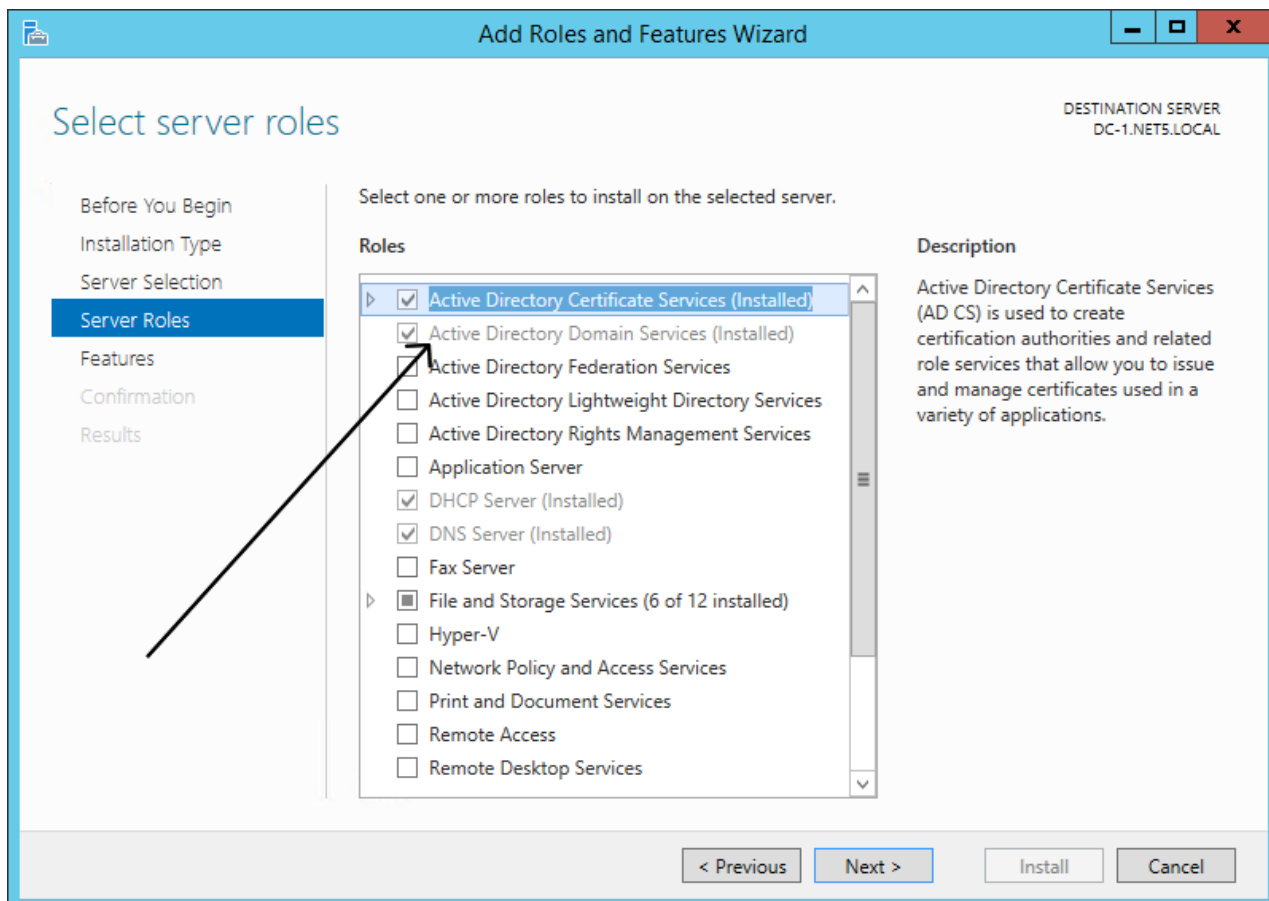 Add Roles and Features Wizard
Select server roles
DESTINATION SERVER
DC-1.NET5.LOCAL
Before You Begin
Installation Type
Server Selection
Server Roles
Features
Confirmation
Results
Select one or more roles to install on the selected server.
Roles
Active Directory Certificate Services (Installed)
Active Directory Domain Services (Installed)
Active Directory Federation Services
Active Directory Lightweight Directory Services
Active Directory Rights Management Services
Application Server
DHCP Server (Installed)
DNS Server (Installed)
Fax Server
File and Storage Services (6 of 12 installed)
Hyper-V
Network Policy and Access Services
Print and Document Services
Remote Access
Remote Desktop Services
Description
Active Directory Certificate Services
(AD CS) is used to create
certification authorities and related
role services that allow you to issue
and manage certificates used in a
variety of applications.
< Previous
Next >
Install
Cancel